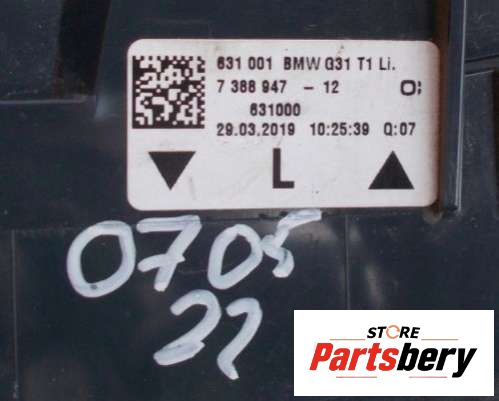 631 001 BMW G31 T1 Li.
7 388 947 - 12
631000
29.03.2019 10:25:39 Q:07
L
0705
22
STORE
Partsbery